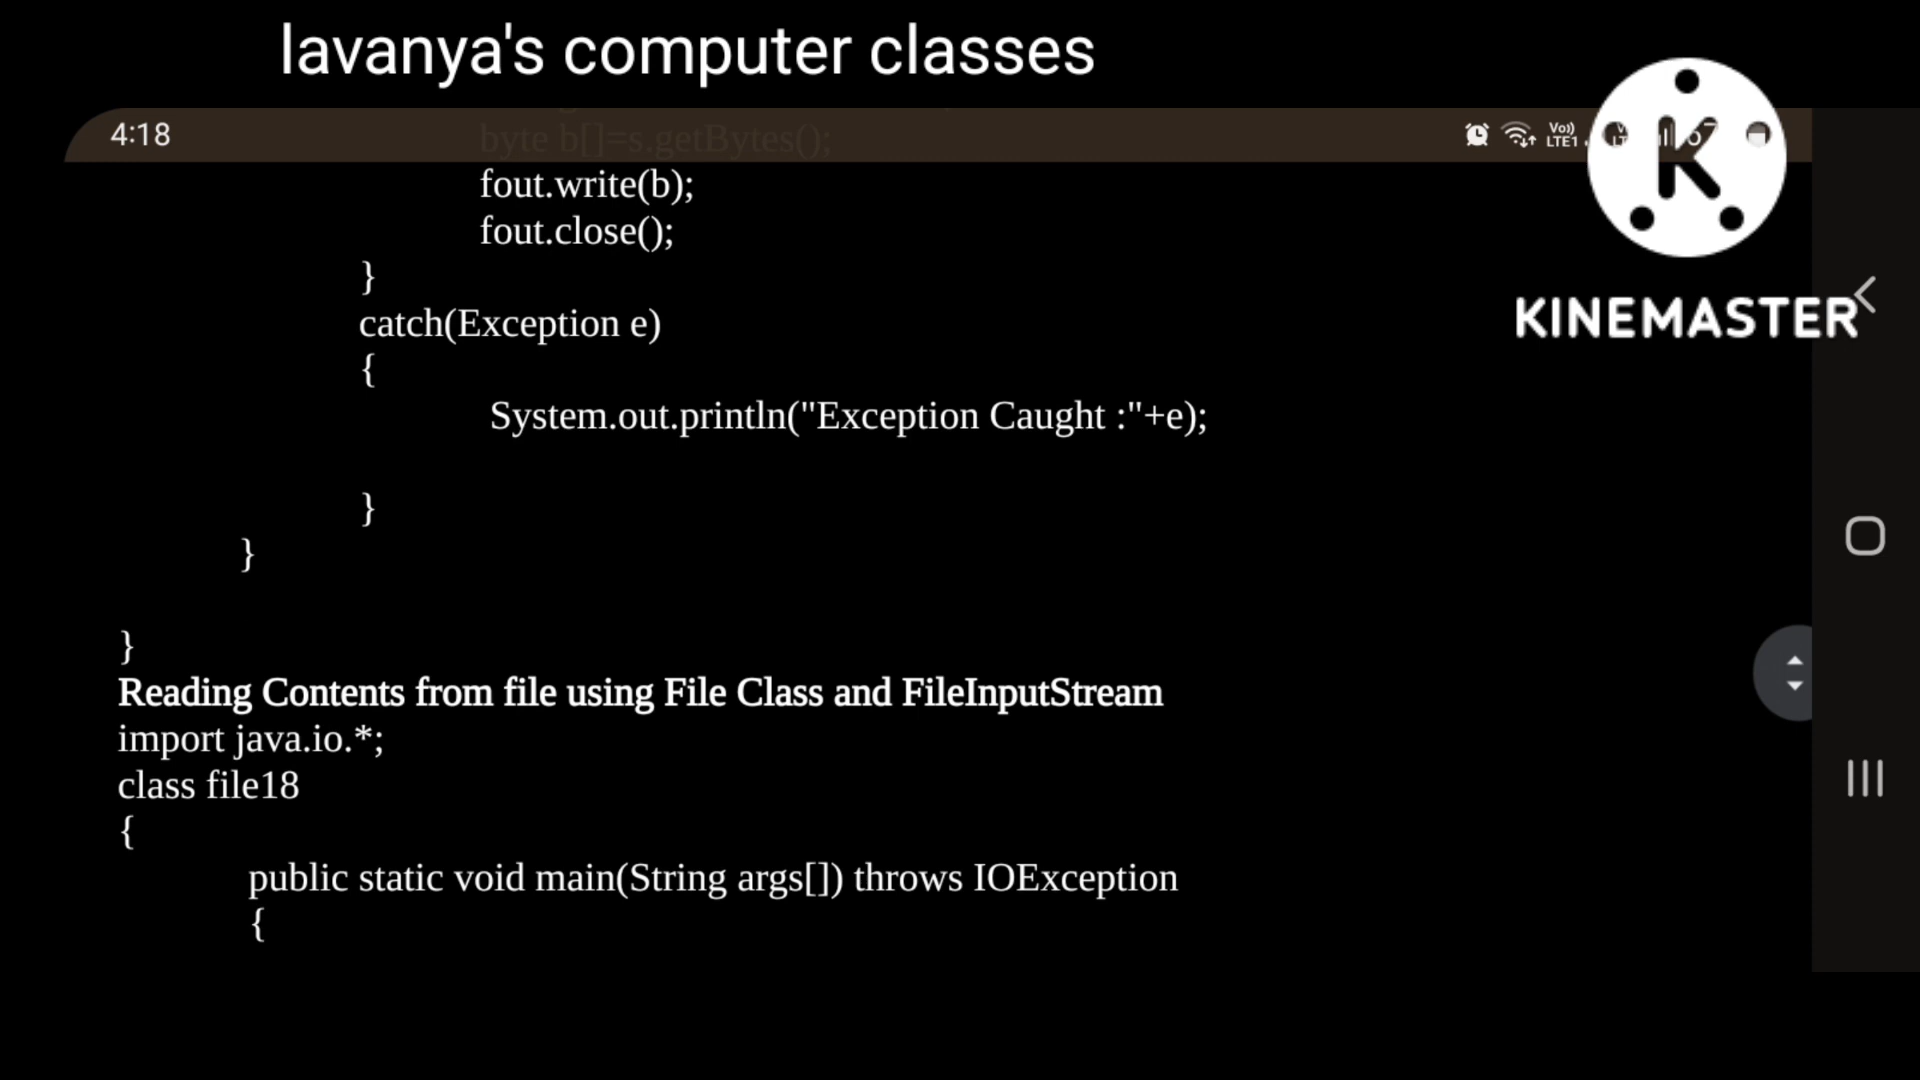 lavanya's computer classes
4:18
byte b[]=s.getBytes();
fout.write(b);
fout.close();
}
catch(Exception e)
{
System.out.println("Exception Caught :"+e);
}
}
}
Reading Contents from file using File Class and FileInputStream
import java.io.*;
class file18
{
public static void main(String args[]) throws IOException
{
Vo))
LTE1
K
KINEMASTER